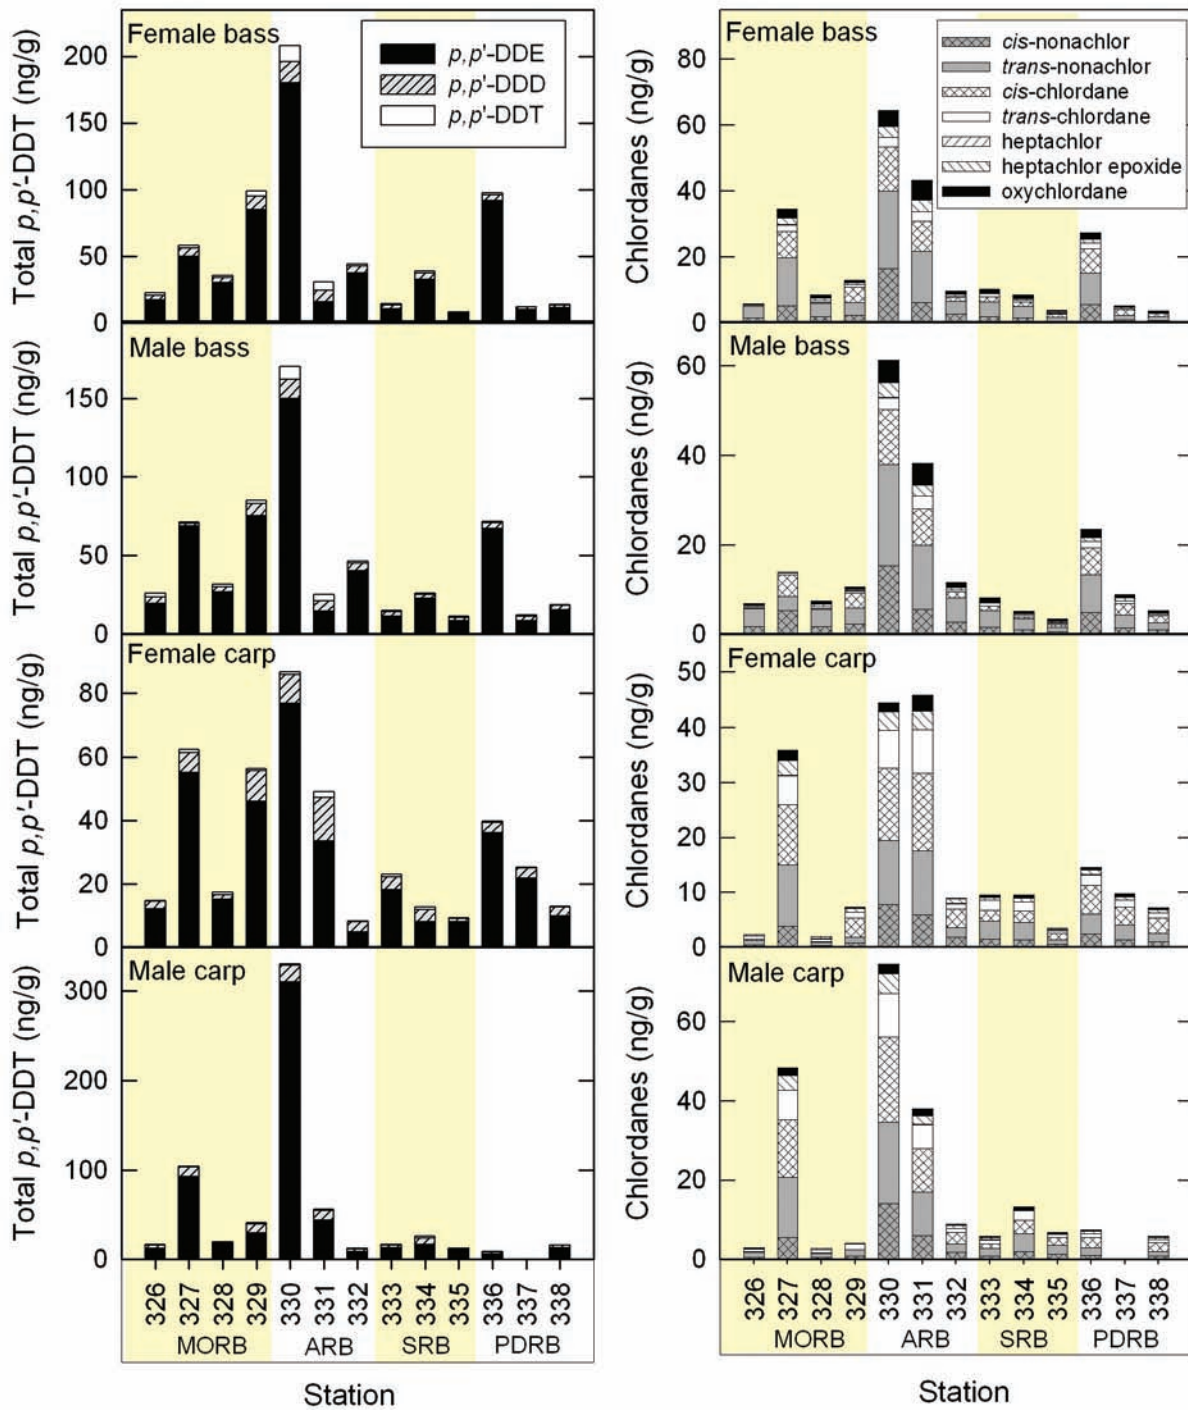 Female bass
Total p,p'-DDT (ng/g)
200
150
100
50
0
p,p'-DDE
p,p'-DDD
p,p'-DDT
Male bass
Total p,p'-DDT (ng/g)
150
100
50
0
Female carp
Total p,p'-DDT (ng/g)
80
60
40
20
0
Male carp
Total p,p'-DDT (ng/g)
300
200
100
0
326
327
328
329
330
331
332
333
334
335
336
337
338
MORB
ARB
SRB
PDRB
Station
Female bass
Chlordanes (ng/g)
80
60
40
20
0
cis-nonachlor
trans-nonachlor
cis-chlordane
trans-chlordane
heptachlor
heptachlor epoxide
oxychlordane
Male bass
Chlordanes (ng/g)
60
40
20
0
Female carp
Chlordanes (ng/g)
50
40
30
20
10
0
Male carp
Chlordanes (ng/g)
60
40
20
0
326
327
328
329
330
331
332
333
334
335
336
337
338
MORB
ARB
SRB
PDRB
Station